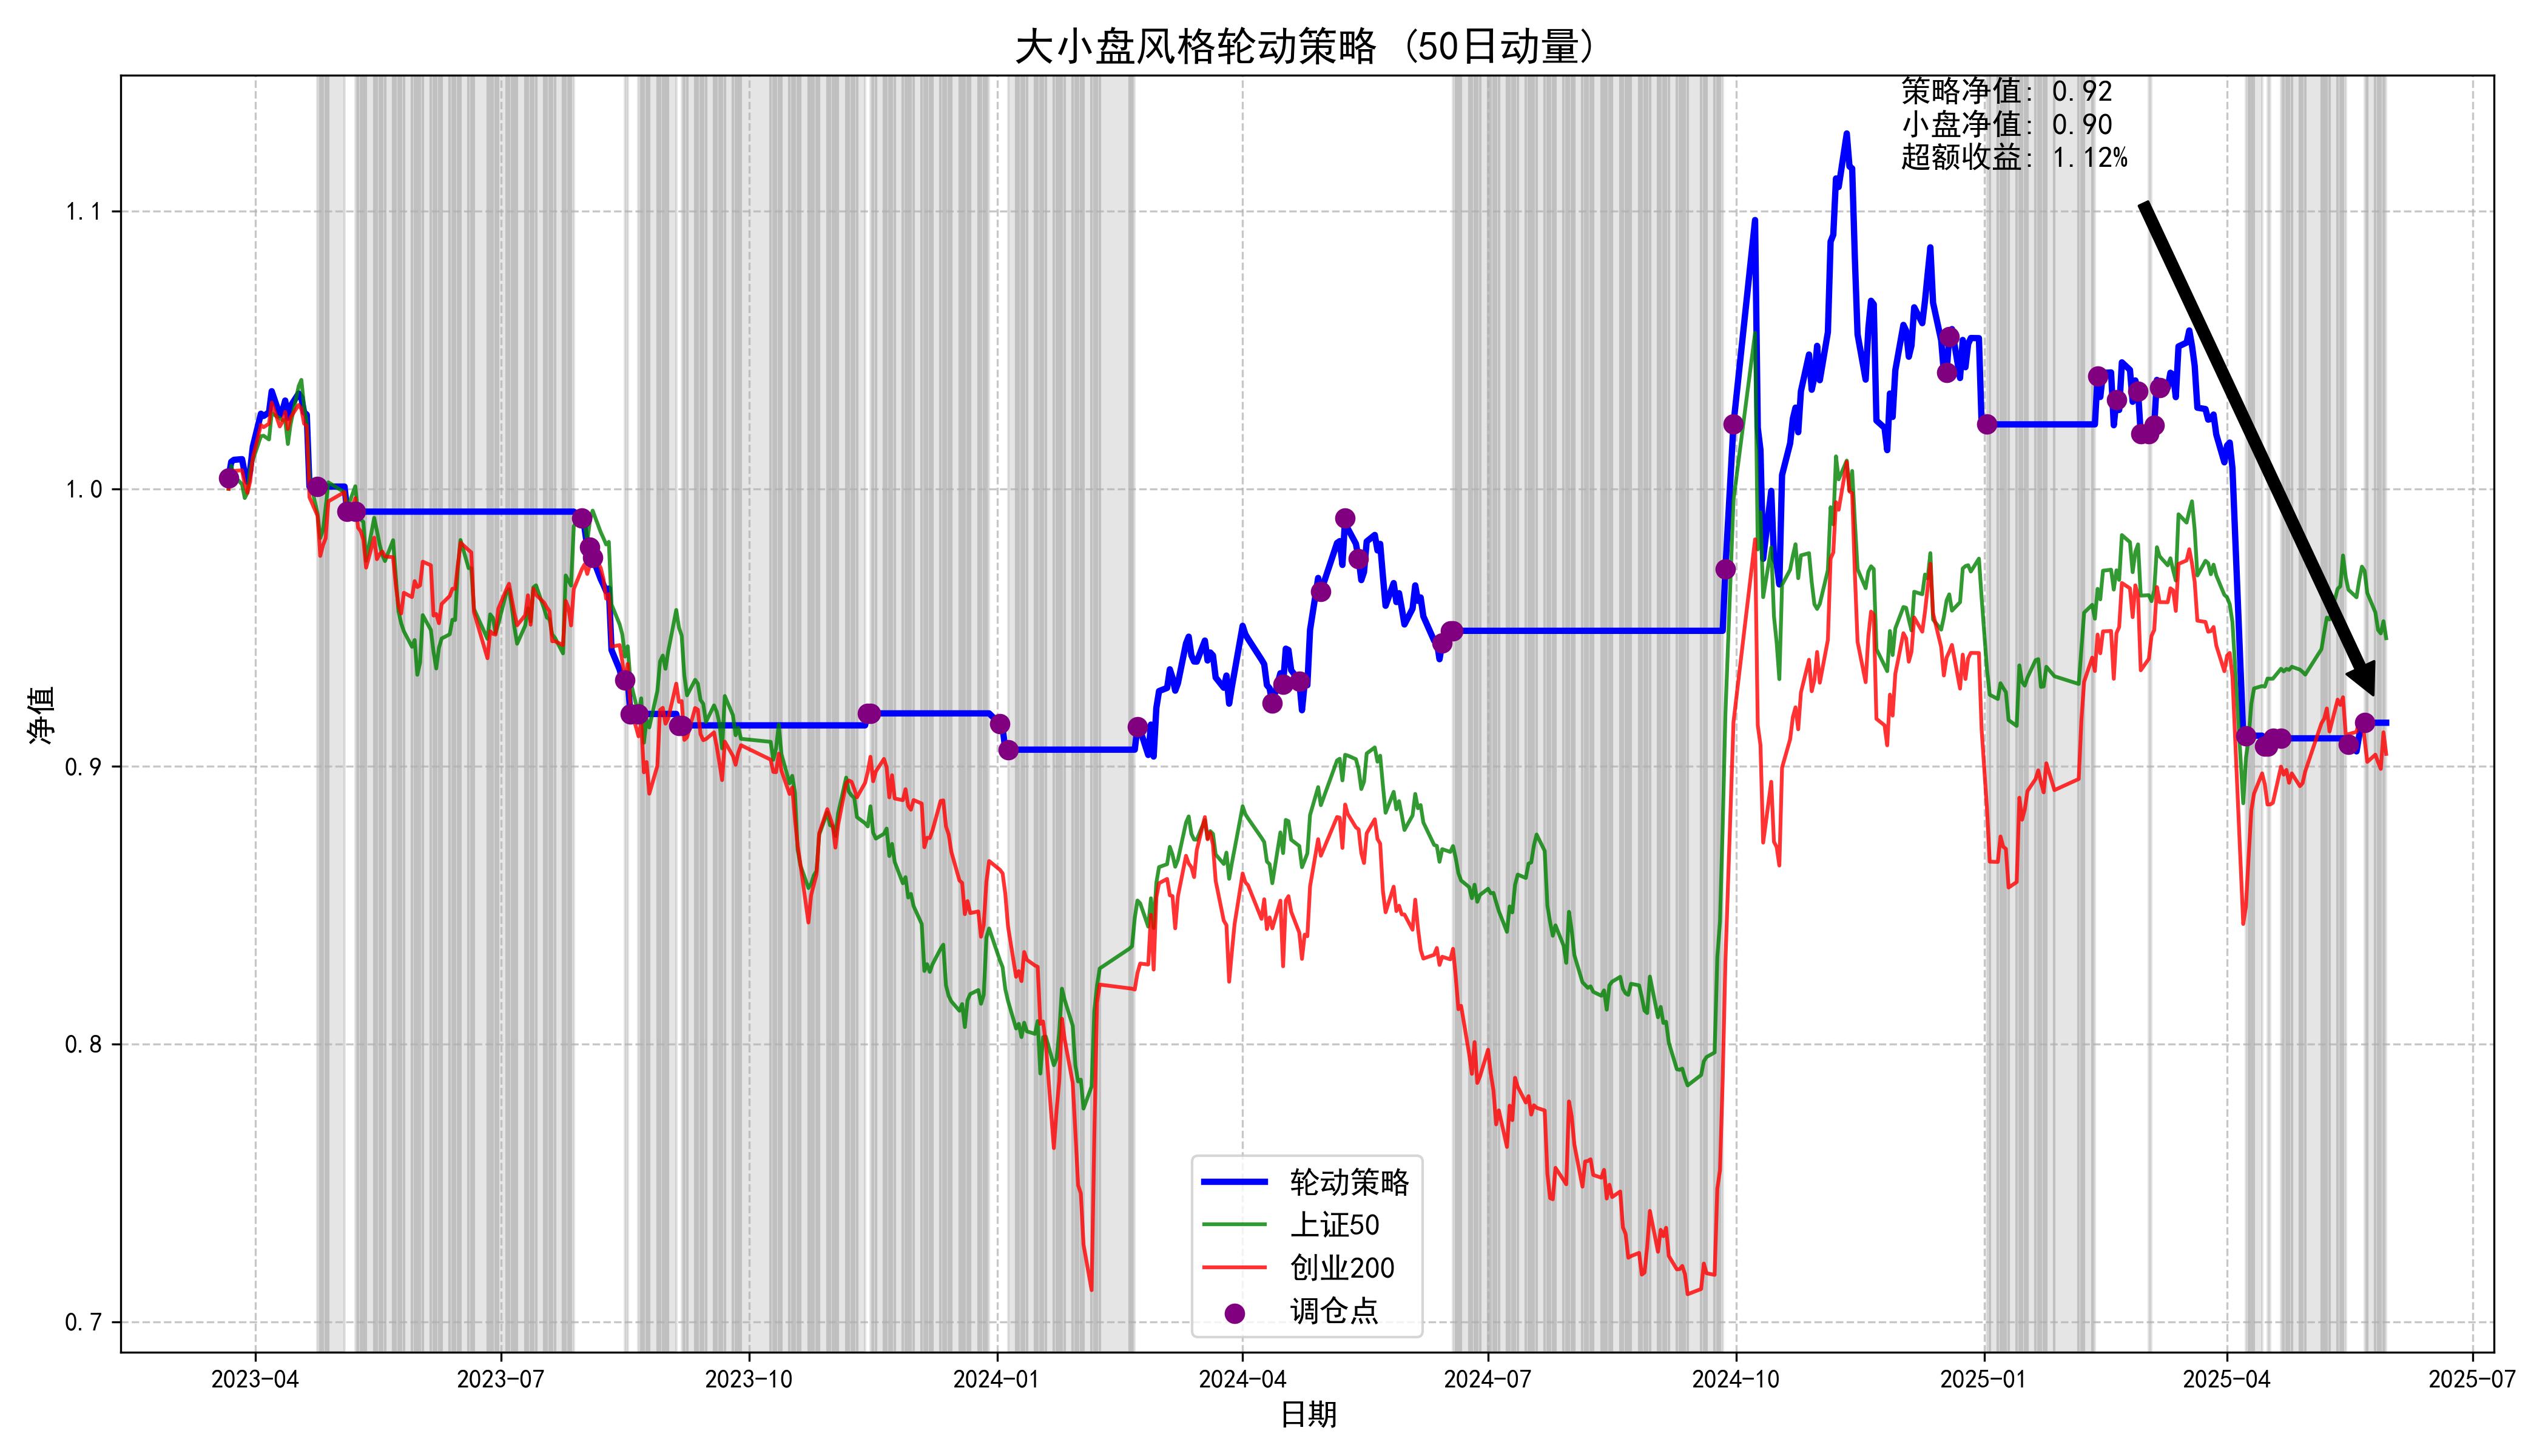 大小盘风格轮动策略 (50日动量)
策略净值: 0.92
小盘净值: 0.90
超额收益: 1.12%
净值
1.1
1.0
0.9
0.8
0.7
轮动策略
上证50
创业200
调仓点
2023-04
2023-07
2023-10
2024-01
2024-04
2024-07
2024-10
2025-01
2025-04
2025-07
日期